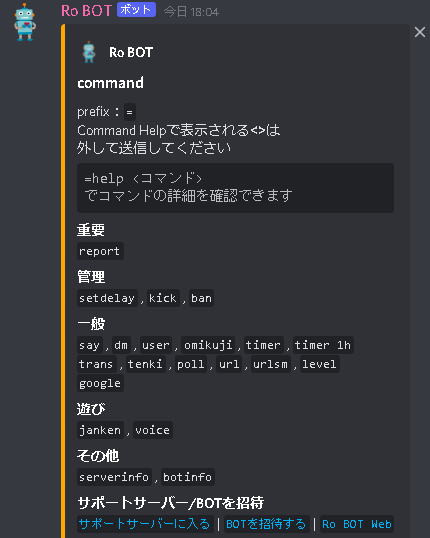 Ro BOT ボット 今日 18:04
Ro BOT
command
prefix : =
Command Helpで表示される<>は
外して送信してください
=help <コマンド>
でコマンドの詳細を確認できます
重要
report
管理
setdelay , kick , ban
一般
say , dm , user , omikuji , timer , timer 1h
trans , tenki , poll , url , urlsm , level
google
遊び
janken , voice
その他
serverinfo , botinfo
サポートサーバー/BOTを招待
サポートサーバーに入る | BOTを招待する | Ro BOT Web